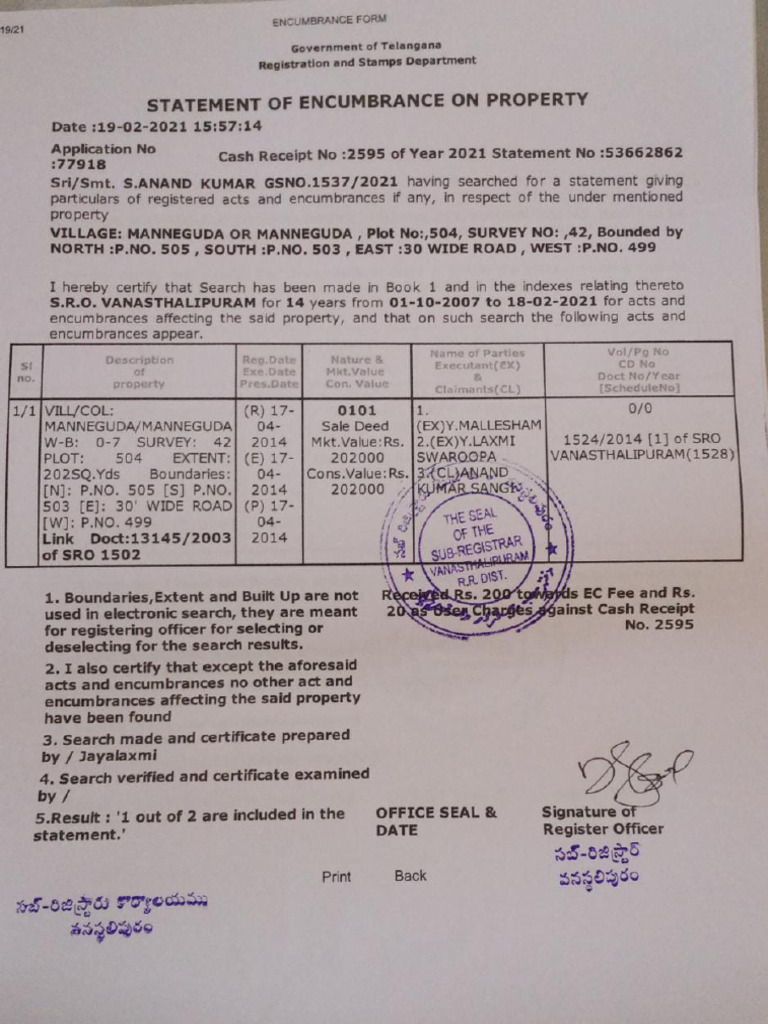 19/21
ENCUMBRANCE FORM
Government of Telangana
Registration and Stamps Department
STATEMENT OF ENCUMBRANCE ON PROPERTY
Date :19-02-2021 15:57:14
Application No
:77918
Cash Receipt No :2595 of Year 2021 Statement No :53662862
Sri/Smt. S.ANAND KUMAR GSNO.1537/2021 having searched for a statement giving
particulars of registered acts and encumbrances if any, in respect of the under mentioned
property
VILLAGE: MANNEGUDA OR MANNEGUDA , Plot No:,504, SURVEY NO: ,42, Bounded by
NORTH :P.NO. 505 , SOUTH :P.NO. 503 , EAST :30 WIDE ROAD , WEST :P.NO. 499
I hereby certify that Search has been made in Book 1 and in the indexes relating thereto
S.R.O. VANASTHALIPURAM for 14 years from 01-10-2007 to 18-02-2021 for acts and
encumbrances affecting the said property, and that on such search the following acts and
encumbrances appear.
Sl
no.
Description
of
property
Reg.Date
Exe.Date
Pres.Date
Nature &
Mkt.Value
Con. Value
Name of Parties
Executant(EX)
&
Claimants(CL)
Vol/Pg No
CD No
Doct No/Year
[ScheduleNo]
1/1
VILL/COL:
MANNEGUDA/MANNEGUDA
W-B: 0-7 SURVEY: 42
PLOT: 504 EXTENT:
202SQ.Yds Boundaries:
[N]: P.NO. 505 [S] P.NO.
503 [E]: 30' WIDE ROAD
[W]: P.NO. 499
Link Doct:13145/2003
of SRO 1502
(R) 17-
04-
2014
(E) 17-
04-
2014
(P) 17-
04-
2014
0101
Sale Deed
Mkt.Value:Rs.
202000
Cons.Value:Rs.
202000
1.
(EX)Y.MALLESHAM
2.(EX)Y.LAXMI
SWAROOPA
3.(CL)ANAND
KUMAR SANGK
0/0
1524/2014 [1] of SRO
VANASTHALIPURAM(1528)
THE SEAL
OF THE
SUB-REGISTRAR
VANASTHALIPURAM
R.R. DIST.
1. Boundaries,Extent and Built Up are not
used in electronic search, they are meant
for registering officer for selecting or
deselecting for the search results.
Received Rs. 200 towards EC Fee and Rs.
20 as User Charges against Cash Receipt
No. 2595
2. I also certify that except the aforesaid
acts and encumbrances no other act and
encumbrances affecting the said property
have been found
3. Search made and certificate prepared
by / Jayalaxmi
4. Search verified and certificate examined
by /
5.Result : '1 out of 2 are included in the
statement.'
OFFICE SEAL &
DATE
Signature of
Register Officer
సబ్-రిజిస్ట్రార్
వనస్థలిపురం
Print Back
సబ్-రిజిస్ట్రారు కార్యాలయము
వనస్థలిపురం